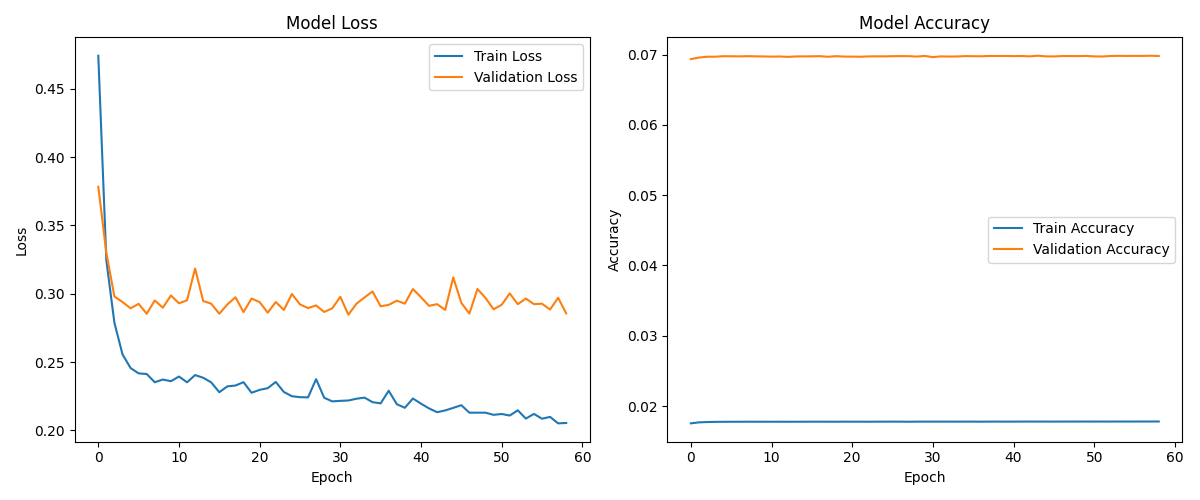 Model Loss
Train Loss
Validation Loss
0.45
0.40
0.35
0.30
0.25
0.20
Loss
0 10 20 30 40 50 60
Epoch
Model Accuracy
Train Accuracy
Validation Accuracy
0.07
0.06
0.05
0.04
0.03
0.02
Accuracy
0 10 20 30 40 50 60
Epoch